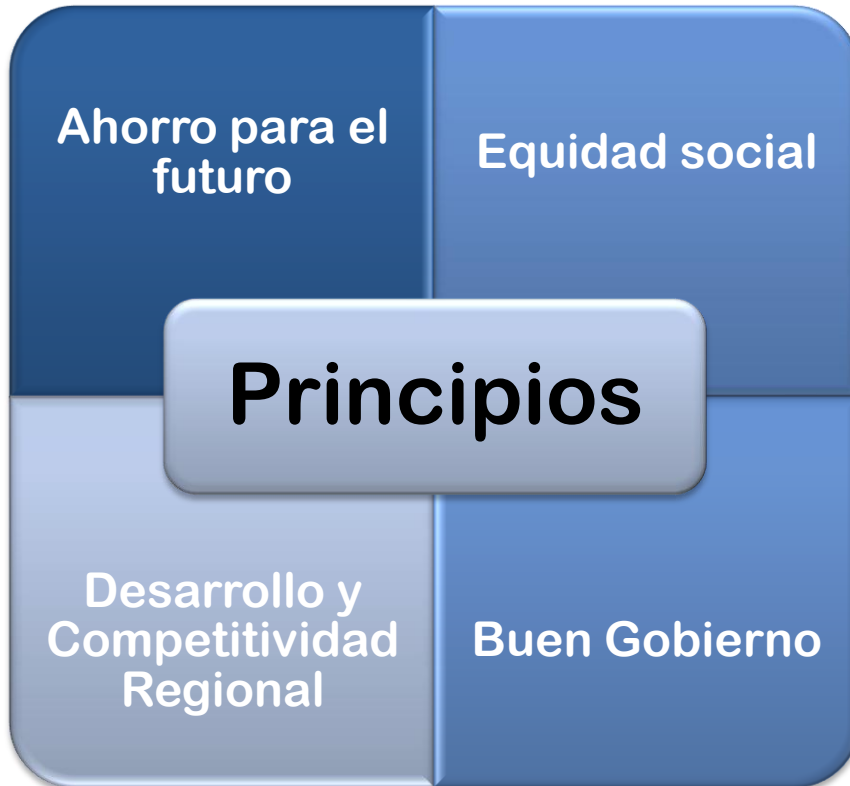 Ahorro para el
futuro
Equidad social
Principios
Desarrollo y
Competitividad
Regional
Buen Gobierno